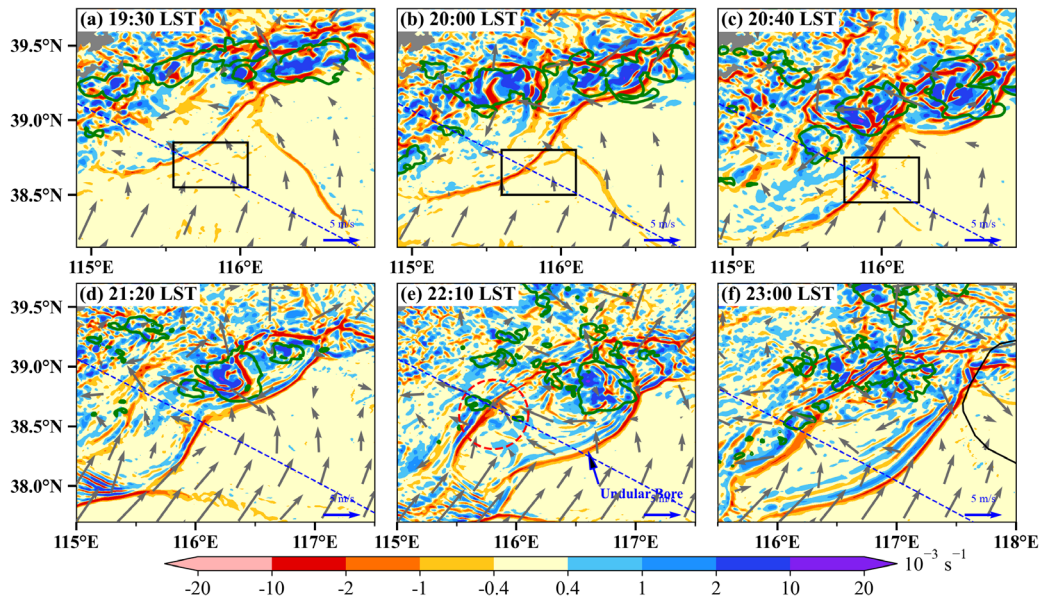 (a) 19:30 LST
(b) 20:00 LST
(c) 20:40 LST
39.5°N
39.0°N
38.5°N
5 m/s
5 m/s
5 m/s
115°E
116°E
115°E
116°E
115°E
116°E
(d) 21:20 LST
(e) 22:10 LST
(f) 23:00 LST
39.5°N
39.0°N
38.5°N
38.0°N
Undular Bore
5 m/s
5 m/s
5 m/s
115°E
116°E
117°E
115°E
116°E
117°E
116°E
117°E
118°E
10⁻³ s⁻¹
-20
-10
-2
-1
-0.4
0.4
1
2
10
20